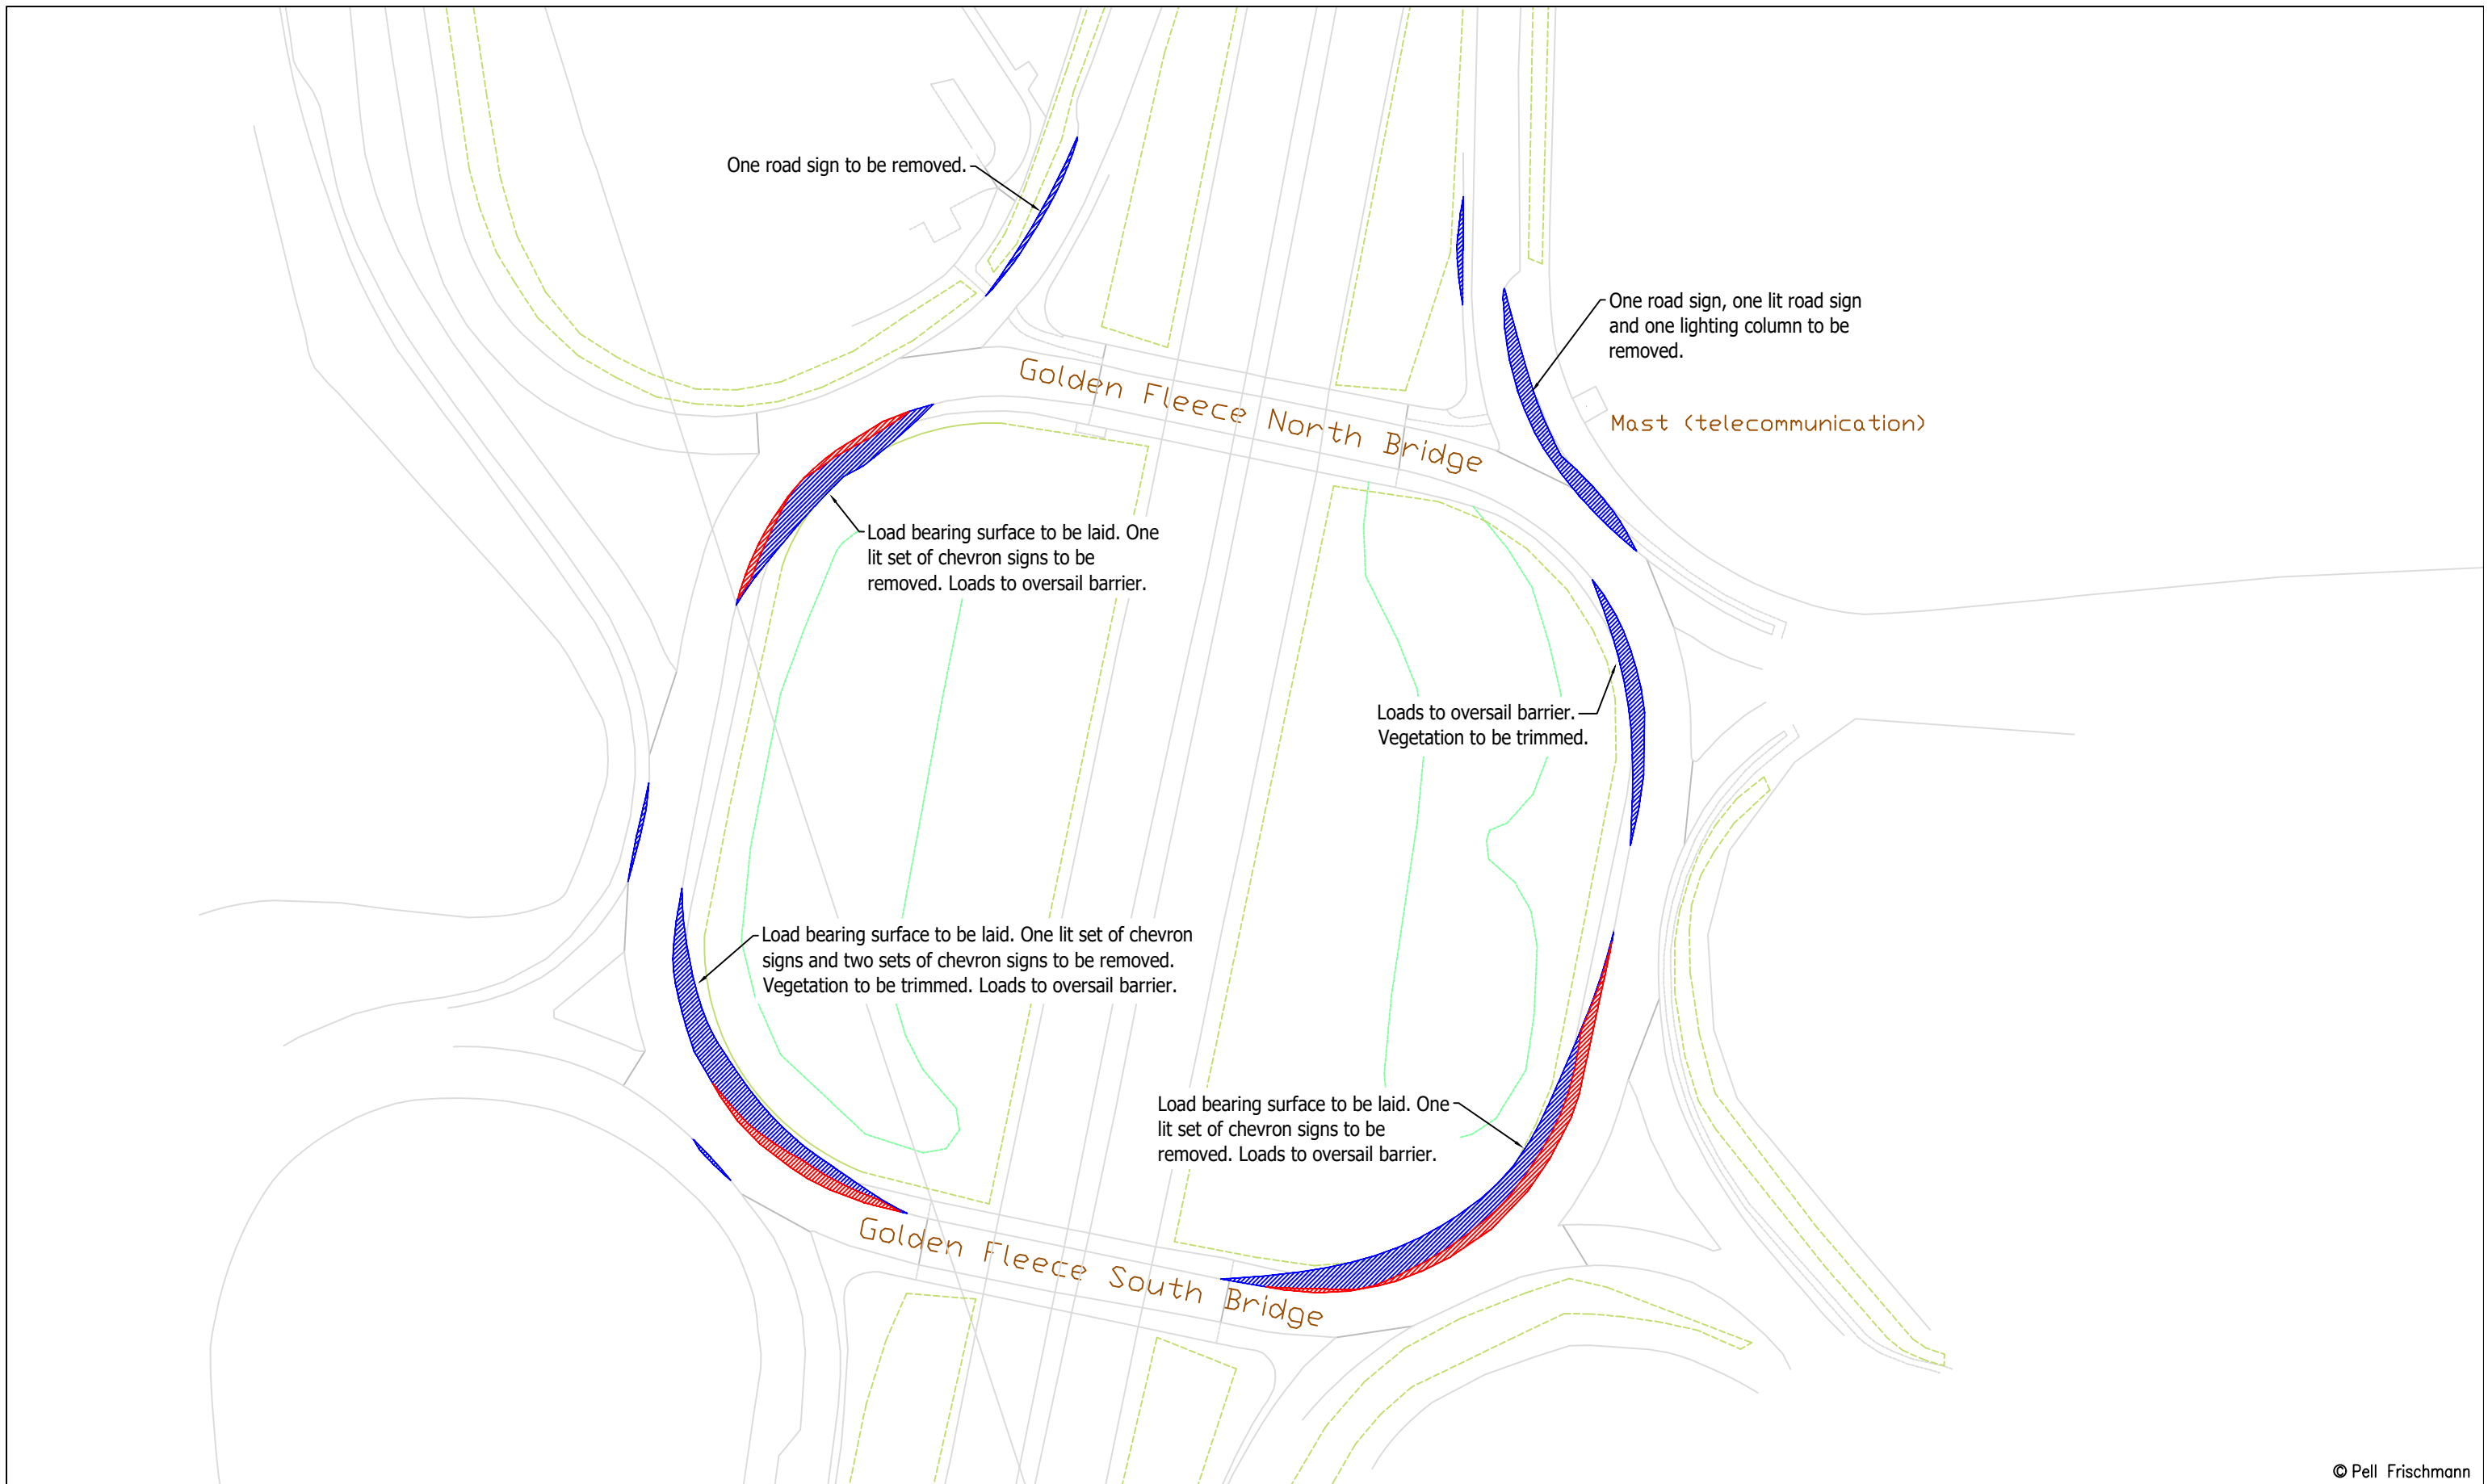 One road sign to be removed.
One road sign, one lit road sign
and one lighting column to be
removed.
Golden Fleece North Bridge
Mast (telecommunication)
Load bearing surface to be laid. One
lit set of chevron signs to be
removed. Loads to oversail barrier.
Loads to oversail barrier.
Vegetation to be trimmed.
Load bearing surface to be laid. One lit set of chevron
signs and two sets of chevron signs to be removed.
Vegetation to be trimmed. Loads to oversail barrier.
Load bearing surface to be laid. One
lit set of chevron signs to be
removed. Loads to oversail barrier.
Golden Fleece South Bridge
© Pell Frischmann